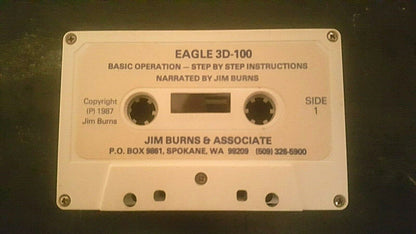 EAGLE 3D-100
BASIC OPERATION — STEP BY STEP INSTRUCTIONS
NARRATED BY JIM BURNS
Copyright
(P) 1987
Jim Burns
SIDE
1
JIM BURNS & ASSOCIATE
P.O. BOX 9861, SPOKANE, WA 99209 (509) 326-5900